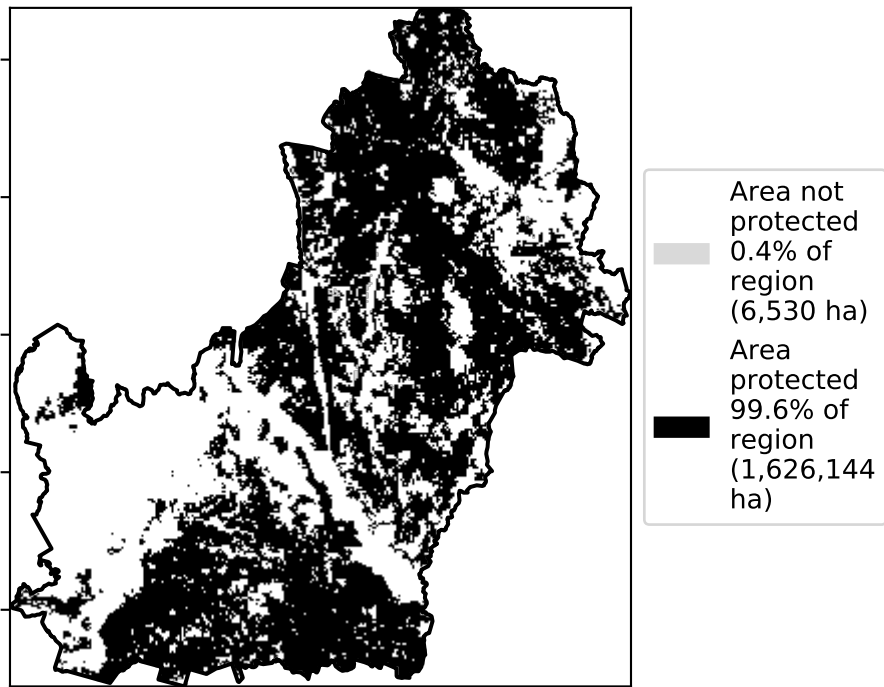 Area not
protected
0.4% of
region
(6,530 ha)
Area
protected
99.6% of
region
(1,626,144
ha)